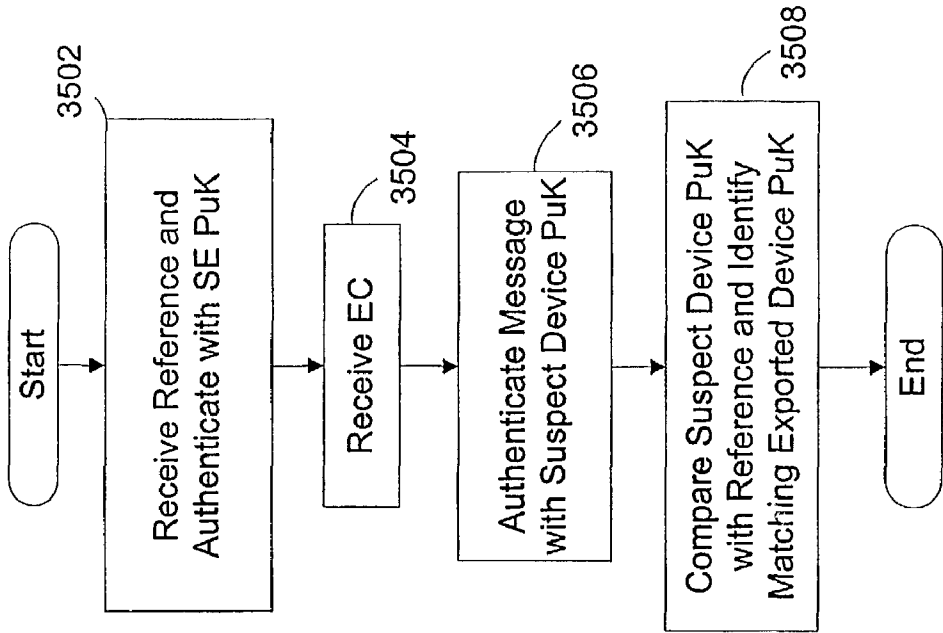 Start
3502
Receive Reference and
Authenticate with SE PuK
3504
Receive EC
3506
Authenticate Message
with Suspect Device PuK
3508
Compare Suspect Device PuK
with Reference and Identify
Matching Exported Device PuK
End